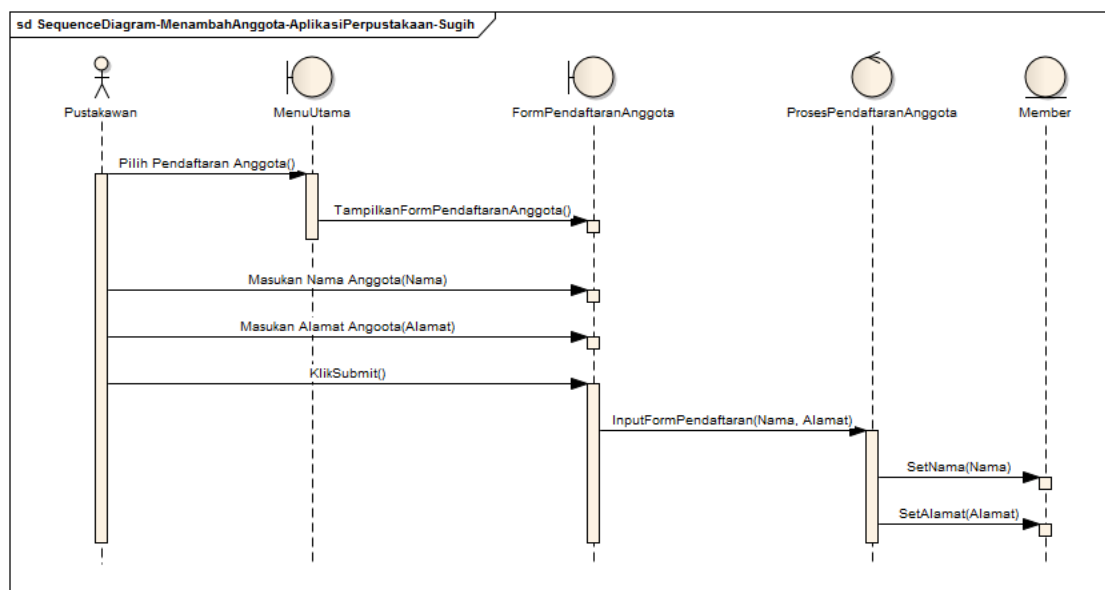 sd SequenceDiagram-MenambahAnggota-AplikasiPerpustakaan-Sugih
Pustakawan
MenuUtama
FormPendaftaranAnggota
ProsesPendaftaranAnggota
Member
Pilih Pendaftaran Anggota()
TampilkanFormPendaftaranAnggota()
Masukan Nama Anggota(Nama)
Masukan Alamat Angoota(Alamat)
KlikSubmit()
InputFormPendaftaran(Nama, Alamat)
SetNama(Nama)
SetAlamat(Alamat)